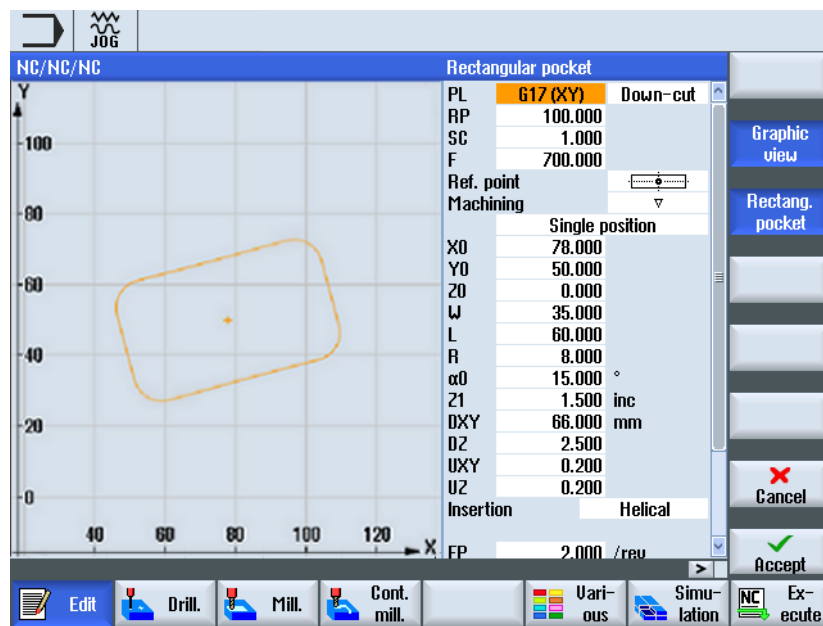 JOG
NC/NC/NC
Rectangular pocket
Y
100
80
60
40
20
0
40 60 80 100 120 X
PL G17 (XY) Down-cut
RP 100.000
SC 1.000
F 700.000
Ref. point
Machining ▽
Single position
X0 78.000
Y0 50.000
Z0 0.000
W 35.000
L 60.000
R 8.000
α0 15.000 °
Z1 1.500 inc
DXY 66.000 mm
DZ 2.500
UXY 0.200
UZ 0.200
Insertion Helical
EP 2.000 /rev
Graphic
view
Rectang.
pocket
Cancel
Accept
>
Edit
Drill.
Mill.
Cont.
mill.
Vari-
ous
Simu-
lation
NC
Ex-
ecute